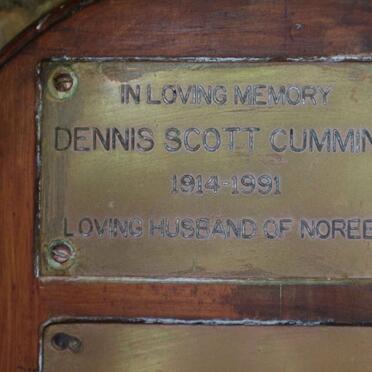 IN LOVING MEMORY
DENNIS SCOTT CUMMIN
1914-1991
LOVING HUSBAND OF NOREE